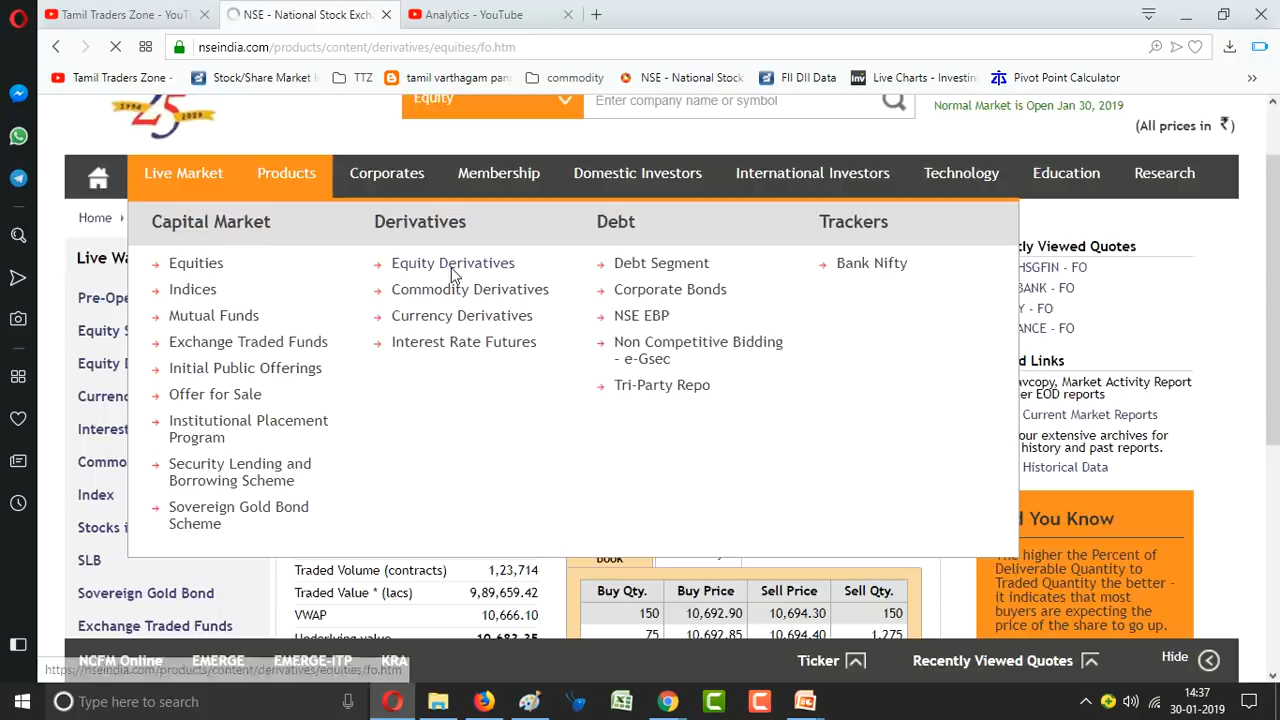 Tamil Traders Zone - YouT
NSE - National Stock Excha
Analytics - YouTube
nseindia.com/products/content/derivatives/equities/fo.htm
Tamil Traders Zone -
Stock/Share Market I
TTZ
tamil varthagam pan
commodity
NSE - National Stock
FII DII Data
Live Charts - Investin
Pivot Point Calculator
1994 25 2019
Equity
Enter company name or symbol
Normal Market is Open Jan 30, 2019
(All prices in ₹)
Live Market
Products
Corporates
Membership
Domestic Investors
International Investors
Technology
Education
Research
Home
Capital Market
Derivatives
Debt
Trackers
Equities
Indices
Mutual Funds
Exchange Traded Funds
Initial Public Offerings
Offer for Sale
Institutional Placement
Program
Security Lending and
Borrowing Scheme
Sovereign Gold Bond
Scheme
Equity Derivatives
Commodity Derivatives
Currency Derivatives
Interest Rate Futures
Debt Segment
Corporate Bonds
NSE EBP
Non Competitive Bidding
- e-Gsec
Tri-Party Repo
Bank Nifty
Live Wa
Pre-Ope
Equity S
Equity D
Curren
Interest
Commo
Index
Stocks i
SLB
Sovereign Gold Bond
Exchange Traded Funds
tly Viewed Quotes
HSGFIN - FO
BANK - FO
Y - FO
ANCE - FO
d Links
avcopy, Market Activity Report
er EOD reports
Current Market Reports
our extensive archives for
history and past reports.
Historical Data
d You Know
The higher the Percent of
Deliverable Quantity to
Traded Quantity the better -
it indicates that most
buyers are expecting the
price of the share to go up.
Traded Volume (contracts) 1,23,714
Traded Value * (lacs) 9,89,659.42
VWAP 10,666.10
Underlying value 10,683.35
BOOK
Buy Qty. Buy Price Sell Price Sell Qty.
150 10,692.90 10,694.30 150
75 10,692.85 10,694.40 1,275
NCFM Online
EMERGE
EMERGE-ITP
KRA
Ticker
Recently Viewed Quotes
Hide
https://nseindia.com/products/content/derivatives/equities/fo.htm
Type here to search
14:37
30-01-2019